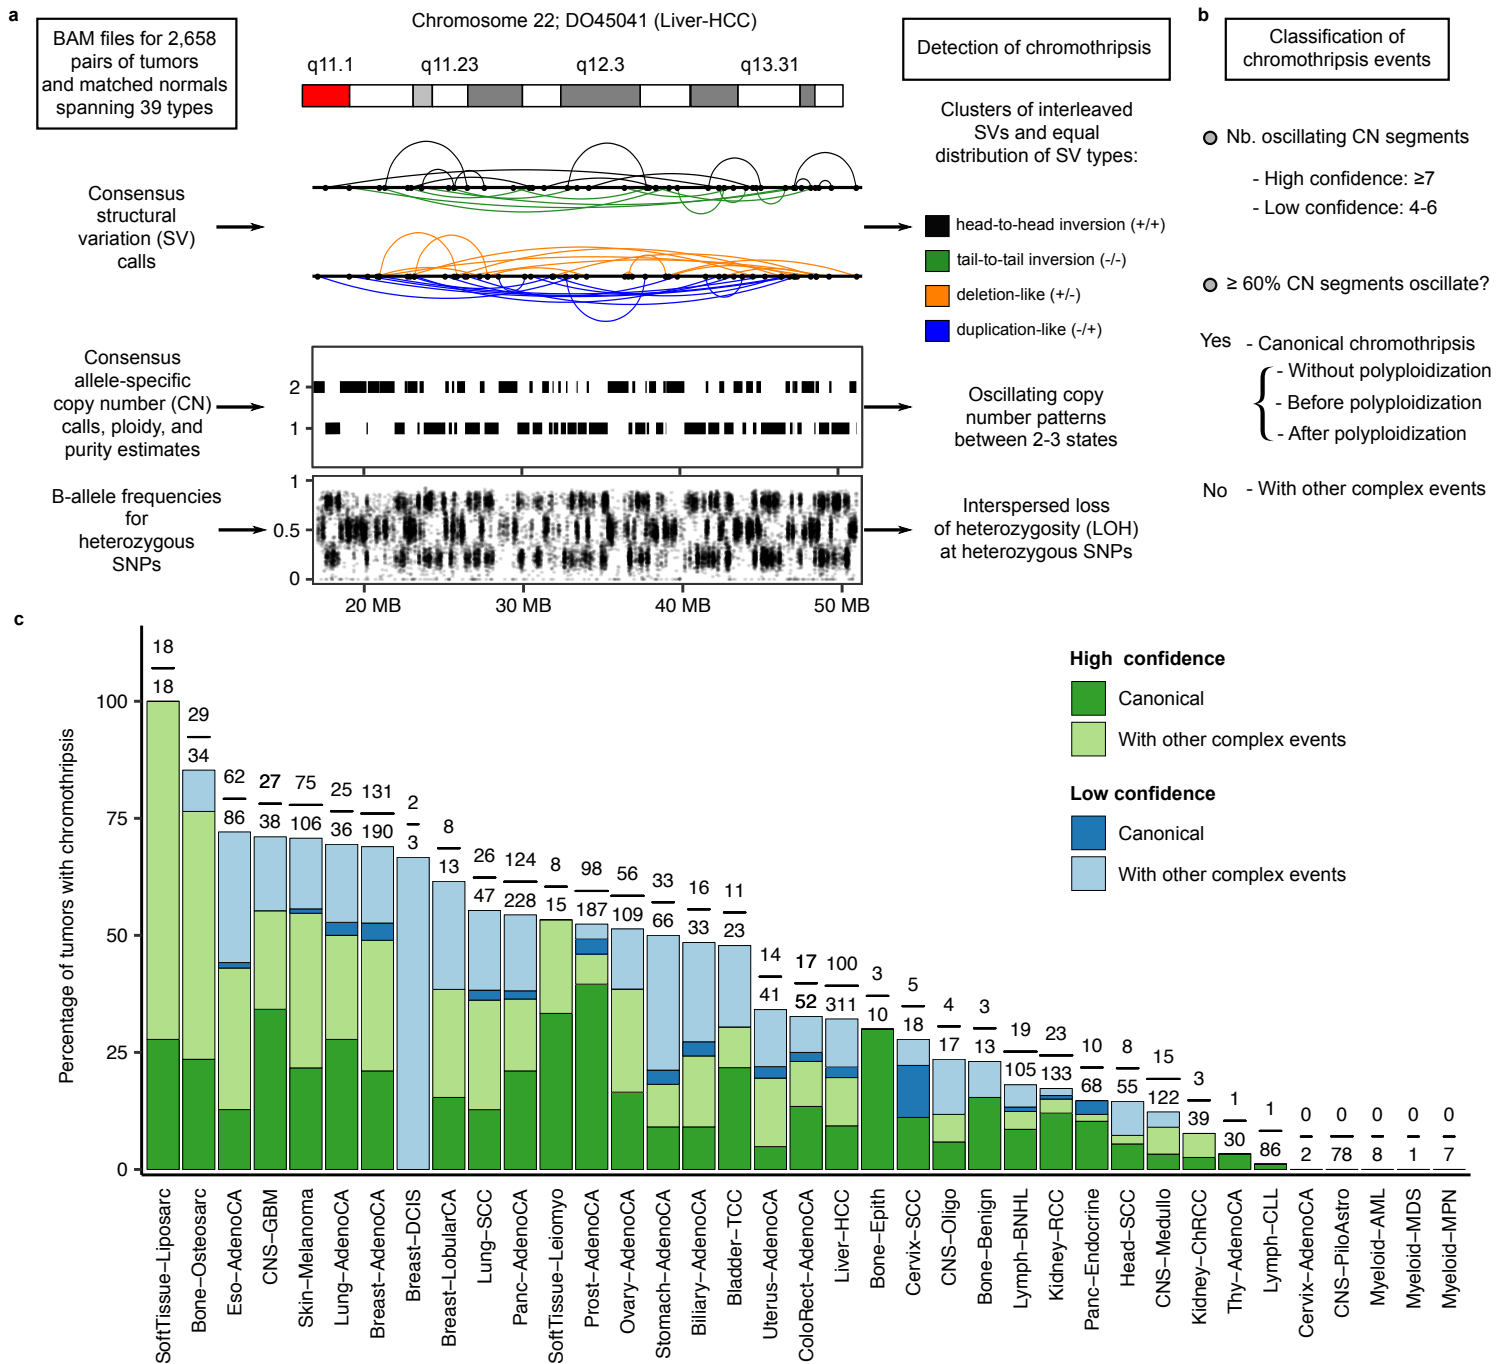 a
BAM files for 2,658
pairs of tumors
and matched normals
spanning 39 types
Chromosome 22; DO45041 (Liver-HCC)
q11.1 q11.23 q12.3 q13.31
Consensus
structural
variation (SV)
calls
Consensus
allele-specific
copy number (CN)
calls, ploidy, and
purity estimates
2
1
B-allele frequencies
for
heterozygous
SNPs
1
0.5
0
20 MB 30 MB 40 MB 50 MB
Detection of chromothripsis
Clusters of interleaved
SVs and equal
distribution of SV types:
head-to-head inversion (+/+)
tail-to-tail inversion (-/-)
deletion-like (+/-)
duplication-like (-/+)
Oscillating copy
number patterns
between 2-3 states
Interspersed loss
of heterozygosity (LOH)
at heterozygous SNPs
b
Classification of
chromothripsis events
Nb. oscillating CN segments
- High confidence: ≥7
- Low confidence: 4-6
≥ 60% CN segments oscillate?
Yes - Canonical chromothripsis
- Without polyploidization
- Before polyploidization
- After polyploidization
No - With other complex events
c
Percentage of tumors with chromothripsis
100
75
50
25
0
18 29 62 27 75 25 131 2 8 26 124 8 98 56 33 16 11 14 17 100 3 5 4 3 19 23 10 8 15 3 1 1 0 0 0 0 0
18 34 86 38 106 36 190 3 13 47 228 15 187 109 66 33 23 41 52 311 10 18 17 13 105 133 68 55 122 39 30 86 2 78 8 1 7
High confidence
Canonical
With other complex events
Low confidence
Canonical
With other complex events
SoftTissue–Liposarc
Bone–Osteosarc
Eso–AdenoCA
CNS–GBM
Skin–Melanoma
Lung–AdenoCA
Breast–AdenoCA
Breast–DCIS
Breast–LobularCA
Lung–SCC
Panc–AdenoCA
SoftTissue–Leiomyo
Prost–AdenoCA
Ovary–AdenoCA
Stomach–AdenoCA
Biliary–AdenoCA
Bladder–TCC
Uterus–AdenoCA
ColoRect–AdenoCA
Liver–HCC
Bone–Epith
Cervix–SCC
CNS–Oligo
Bone–Benign
Lymph–BNHL
Kidney–RCC
Panc–Endocrine
Head–SCC
CNS–Medullo
Kidney–ChRCC
Thy–AdenoCA
Lymph–CLL
Cervix–AdenoCA
CNS–PiloAstro
Myeloid–AML
Myeloid–MDS
Myeloid–MPN